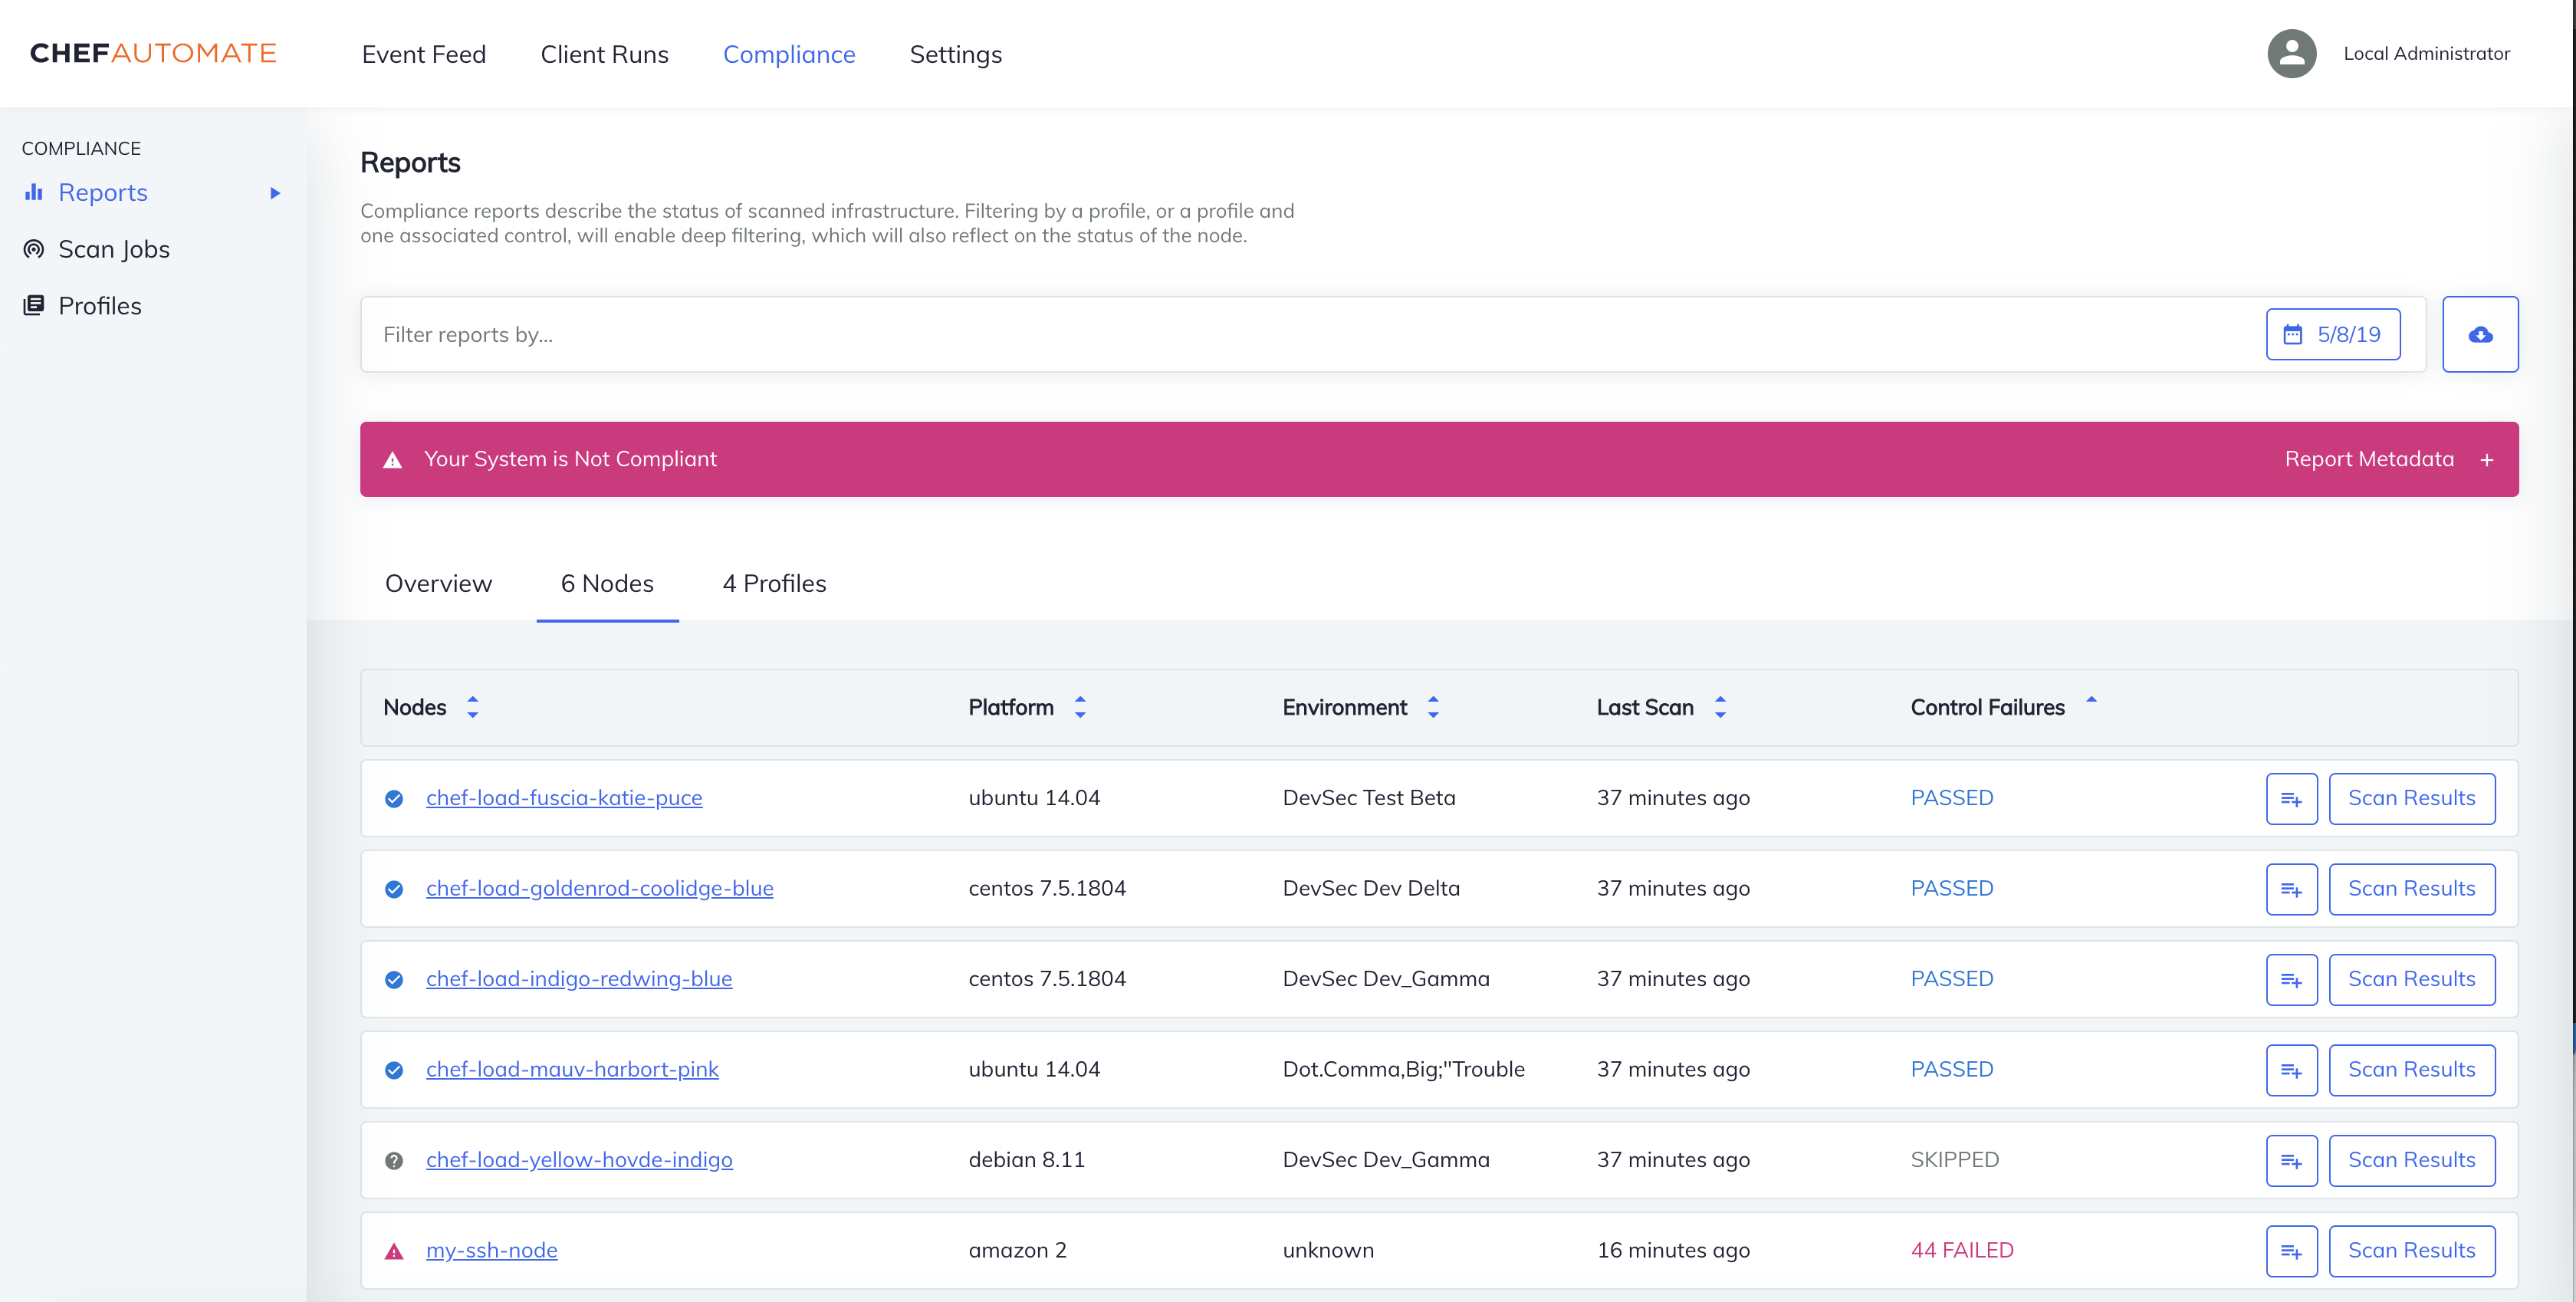 CHEFAUTOMATE Event Feed Client Runs Compliance Settings Local Administrator
COMPLIANCE
Reports
Scan Jobs
Profiles
Reports
Compliance reports describe the status of scanned infrastructure. Filtering by a profile, or a profile and
one associated control, will enable deep filtering, which will also reflect on the status of the node.
Filter reports by... 5/8/19
Your System is Not Compliant Report Metadata +
Overview 6 Nodes 4 Profiles
Nodes Platform Environment Last Scan Control Failures
chef-load-fuscia-katie-puce ubuntu 14.04 DevSec Test Beta 37 minutes ago PASSED Scan Results
chef-load-goldenrod-coolidge-blue centos 7.5.1804 DevSec Dev Delta 37 minutes ago PASSED Scan Results
chef-load-indigo-redwing-blue centos 7.5.1804 DevSec Dev_Gamma 37 minutes ago PASSED Scan Results
chef-load-mauv-harbort-pink ubuntu 14.04 Dot.Comma,Big;"Trouble 37 minutes ago PASSED Scan Results
chef-load-yellow-hovde-indigo debian 8.11 DevSec Dev_Gamma 37 minutes ago SKIPPED Scan Results
my-ssh-node amazon 2 unknown 16 minutes ago 44 FAILED Scan Results